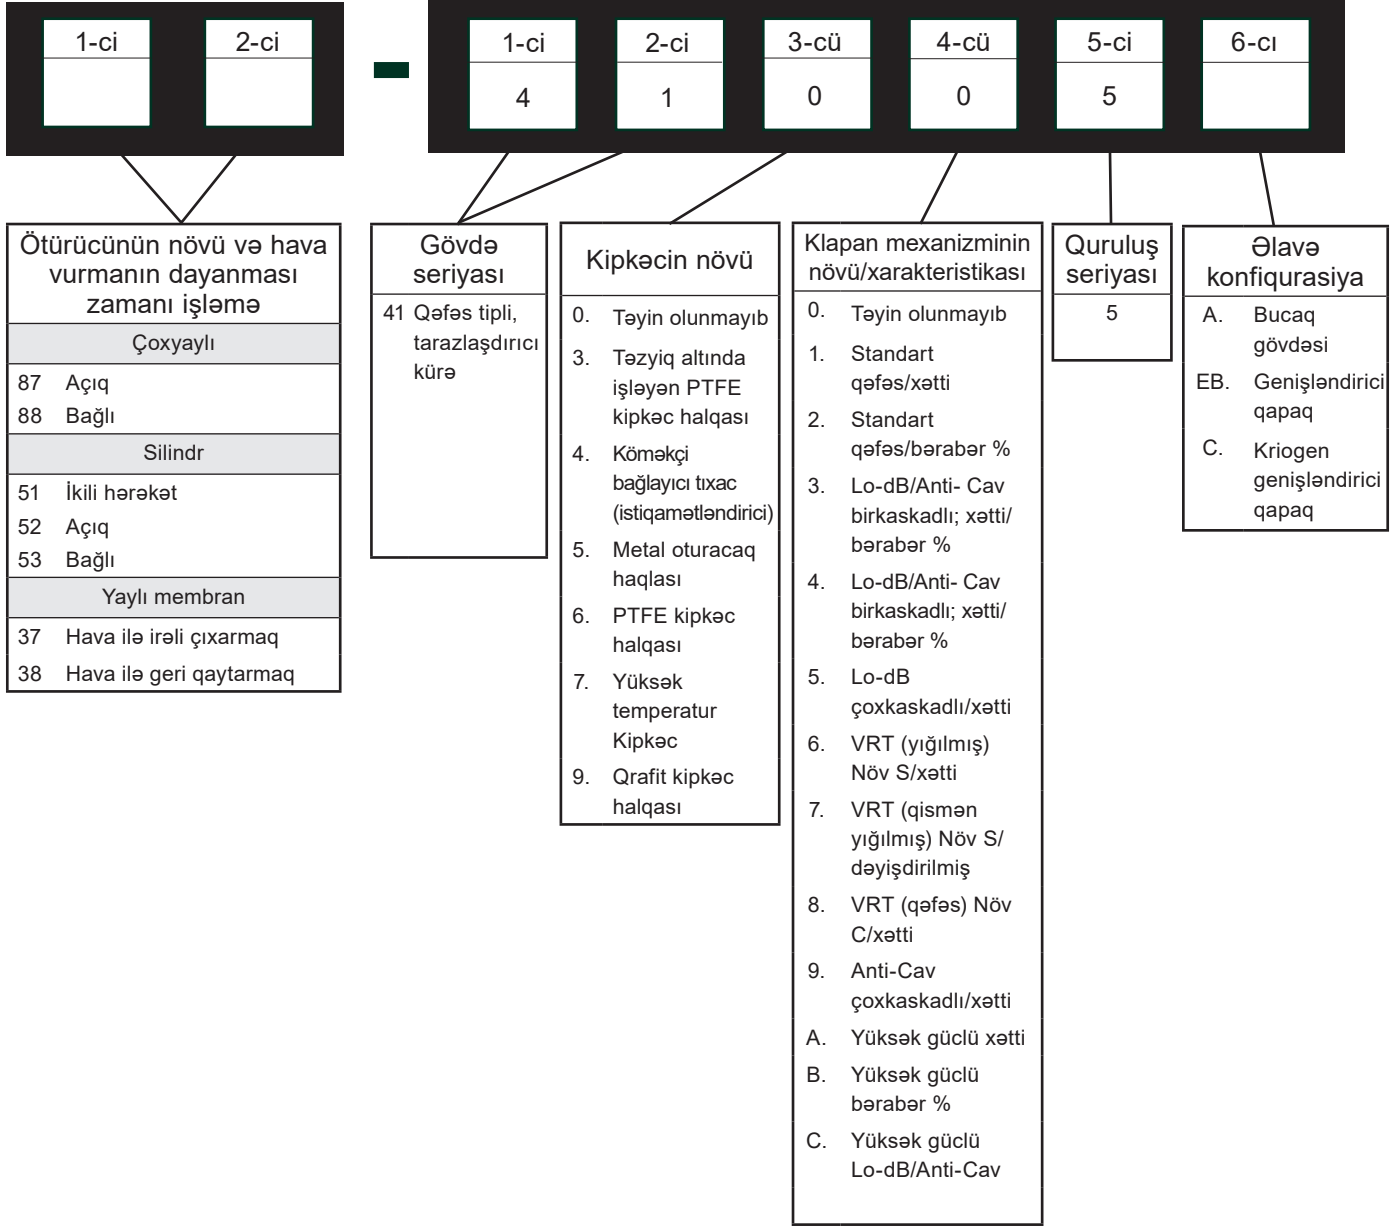 1-ci
2-ci
1-ci
2-ci
3-cü
4-cü
5-ci
6-cı
4
1
0
0
5
Ötürücünün növü və hava
vurmanın dayanması
zamanı işləmə
Çoxyaylı
87 Açıq
88 Bağlı
Silindr
51 İkili hərəkət
52 Açıq
53 Bağlı
Yaylı membran
37 Hava ilə irəli çıxarmaq
38 Hava ilə geri qaytarmaq
Gövdə
seriyası
41 Qəfəs tipli,
tarazlaşdırıcı
kürə
Kipkəcin növü
0. Təyin olunmayıb
3. Təzyiq altında
işləyən PTFE
kipkəc halqası
4. Köməkçi
bağlayıcı tıxac
(istiqamətləndirici)
5. Metal oturacaq
haqlası
6. PTFE kipkəc
halqası
7. Yüksək
temperatur
Kipkəc
9. Qrafit kipkəc
halqası
Klapan mexanizminin
növü/xarakteristikası
0. Təyin olunmayıb
1. Standart
qəfəs/xətti
2. Standart
qəfəs/bərabər %
3. Lo-dB/Anti- Cav
birkaskadlı; xətti/
bərabər %
4. Lo-dB/Anti- Cav
birkaskadlı; xətti/
bərabər %
5. Lo-dB
çoxkaskadlı/xətti
6. VRT (yığılmış)
Növ S/xətti
7. VRT (qismən
yığılmış) Növ S/
dəyişdirilmiş
8. VRT (qəfəs) Növ
C/xətti
9. Anti-Cav
çoxkaskadlı/xətti
A. Yüksək güclü xətti
B. Yüksək güclü
bərabər %
C. Yüksək güclü
Lo-dB/Anti-Cav
Quruluş
seriyası
5
Əlavə
konfiqurasiya
A. Bucaq
gövdəsi
EB. Genişləndirici
qapaq
C. Kriogen
genişləndirici
qapaq